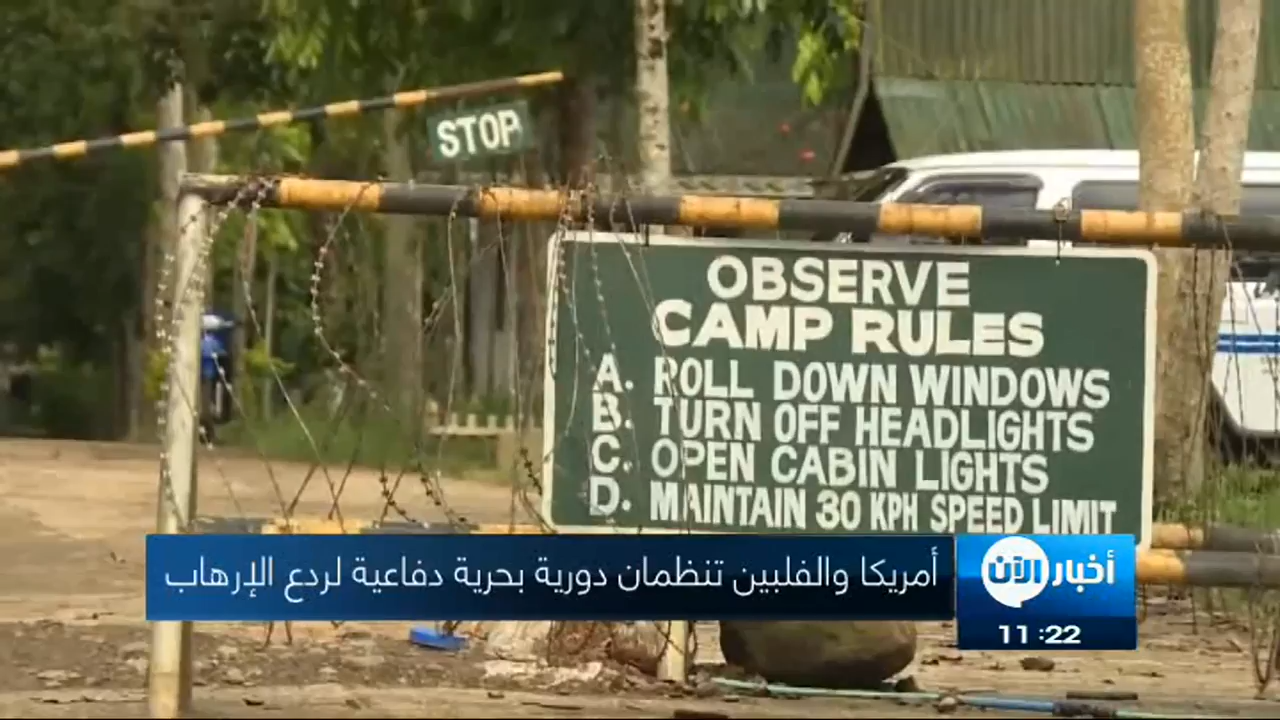 STOP
OBSERVE
CAMP RULES
A. ROLL DOWN WINDOWS
B. TURN OFF HEADLIGHTS
C. OPEN CABIN LIGHTS
D. MAINTAIN 30 KPH SPEED LIMIT
أمريكا والفلبين تنظمان دورية بحرية دفاعية لردع الإرهاب
أخبار الآن
11:22